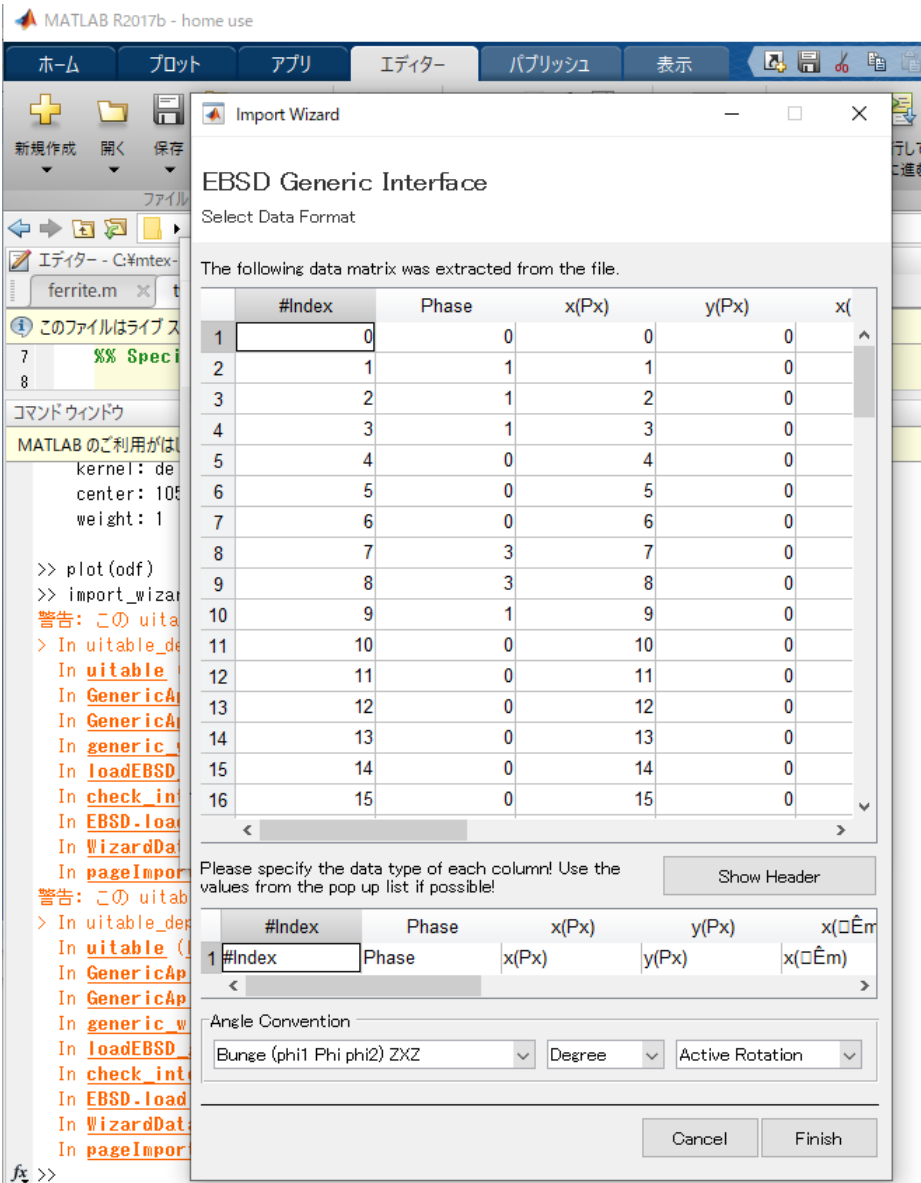 MATLAB R2017b - home use
ホーム プロット アプリ エディター パブリッシュ 表示
新規作成 開く 保存
ファイル
Import Wizard
EBSD Generic Interface
Select Data Format
The following data matrix was extracted from the file.
エディター - C:¥mtex-
ferrite.m
このファイルはライブ ス
7 %% Speci
8
コマンド ウィンドウ
MATLAB のご利用がは
kernel: de
center: 105
weight: 1
>> plot(odf)
>> import_wizar
警告: この uita
> In uitable_de
In uitable
In GenericA
In GenericA
In generic_
In loadEBSD_
In check_in
In EBSD.loa
In WizardDa
In pageImpor
警告: この uitab
> In uitable_dep
In uitable (
In GenericAp
In GenericAp
In generic_w
In loadEBSD_
In check_int
In EBSD.load
In WizardDat
In pageImpor
fx >>
#Index Phase x(Px) y(Px) x(
1 0 0 0 0
2 1 1 1 0
3 2 1 2 0
4 3 1 3 0
5 4 0 4 0
6 5 0 5 0
7 6 0 6 0
8 7 3 7 0
9 8 3 8 0
10 9 1 9 0
11 10 0 10 0
12 11 0 11 0
13 12 0 12 0
14 13 0 13 0
15 14 0 14 0
16 15 0 15 0
Please specify the data type of each column! Use the
values from the pop up list if possible!
Show Header
#Index Phase x(Px) y(Px) x(□Êm
1 #Index Phase x(Px) y(Px) x(□Êm)
Angle Convention
Bunge (phi1 Phi phi2) ZXZ Degree Active Rotation
Cancel Finish